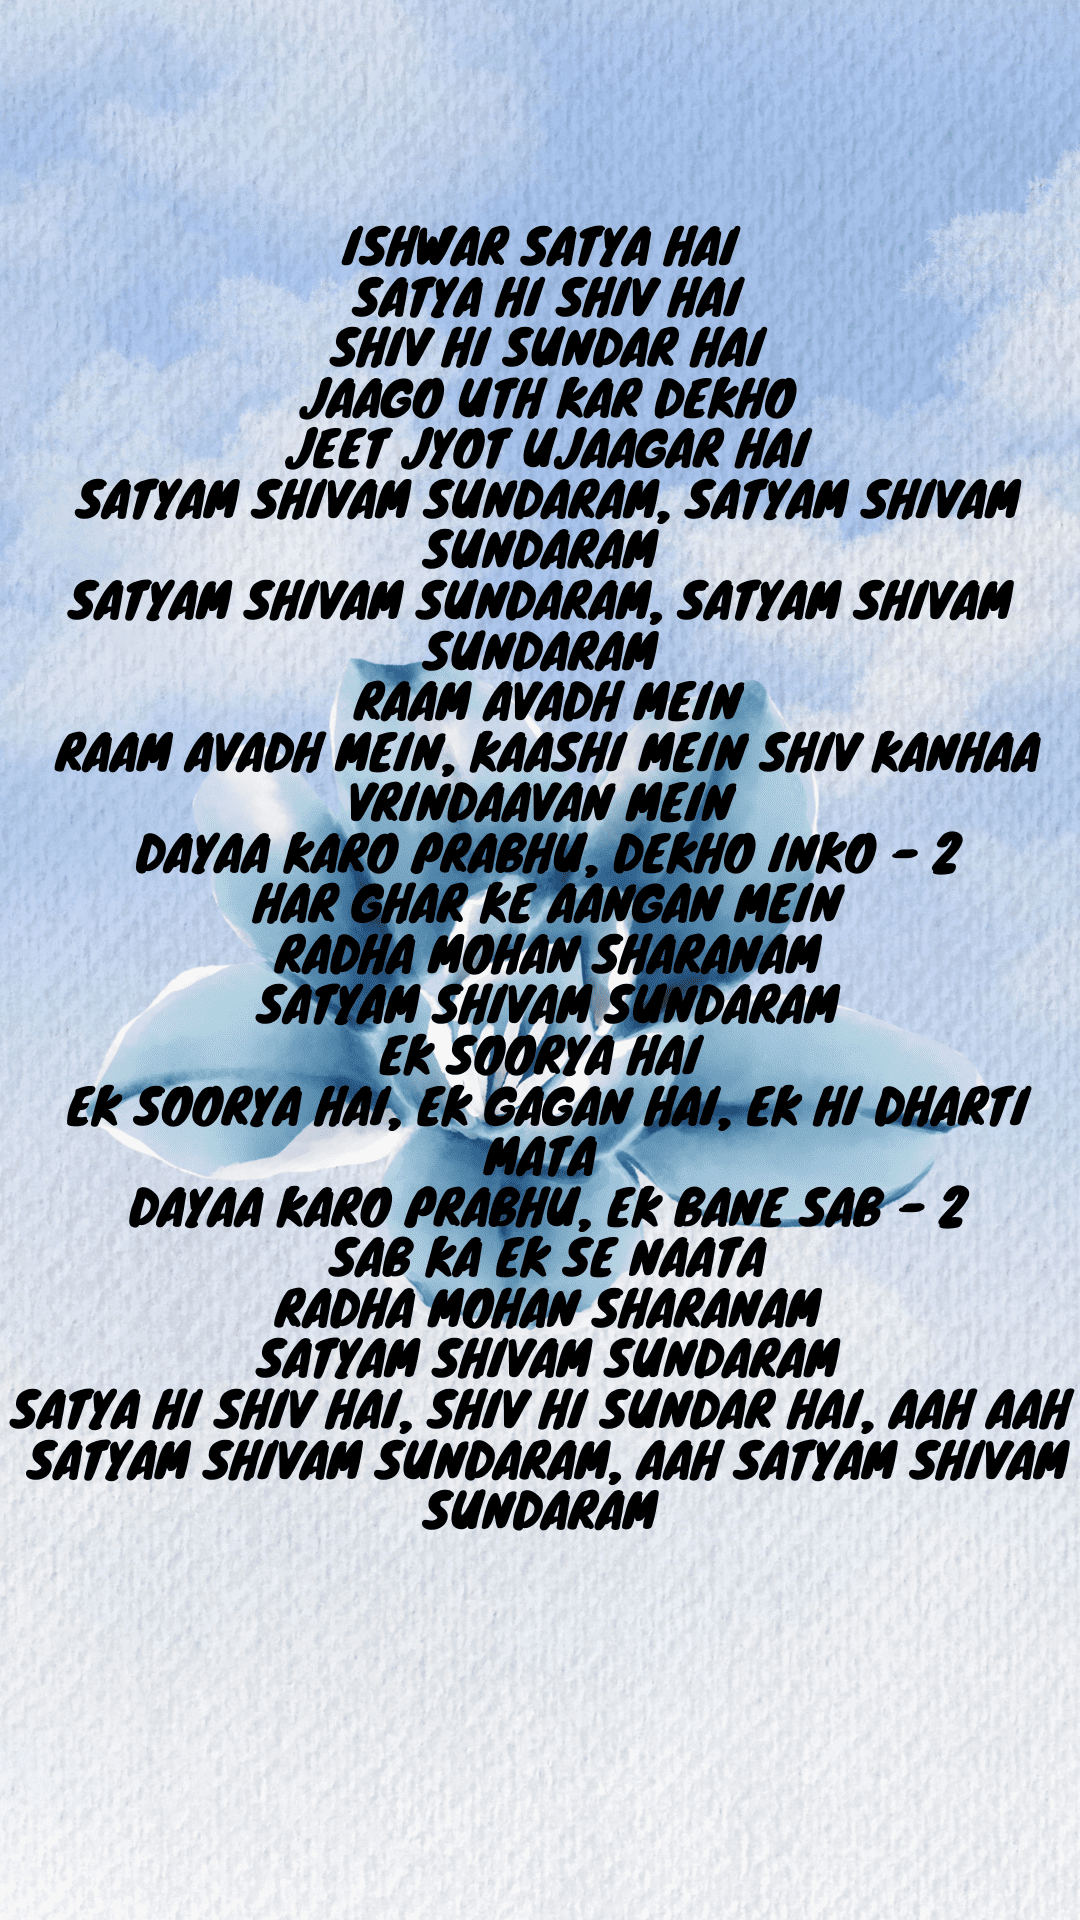 ISHWAR SATYA HAI
SATYA HI SHIV HAI
SHIV HI SUNDAR HAI
JAAGO UTH KAR DEKHO
JEET JYOT UJAAGAR HAI
SATYAM SHIVAM SUNDARAM, SATYAM SHIVAM
SUNDARAM
SATYAM SHIVAM SUNDARAM, SATYAM SHIVAM
SUNDARAM
RAAM AVADH MEIN
RAAM AVADH MEIN, KAASHI MEIN SHIV KANHAA
VRINDAAVAN MEIN
DAYAA KARO PRABHU, DEKHO INKO - 2
HAR GHAR KE AANGAN MEIN
RADHA MOHAN SHARANAM
SATYAM SHIVAM SUNDARAM
EK SOORYA HAI
EK SOORYA HAI, EK GAGAN HAI, EK HI DHARTI
MATA
DAYAA KARO PRABHU, EK BANE SAB - 2
SAB KA EK SE NAATA
RADHA MOHAN SHARANAM
SATYAM SHIVAM SUNDARAM
SATYA HI SHIV HAI, SHIV HI SUNDAR HAI, AAH AAH
SATYAM SHIVAM SUNDARAM, AAH SATYAM SHIVAM
SUNDARAM